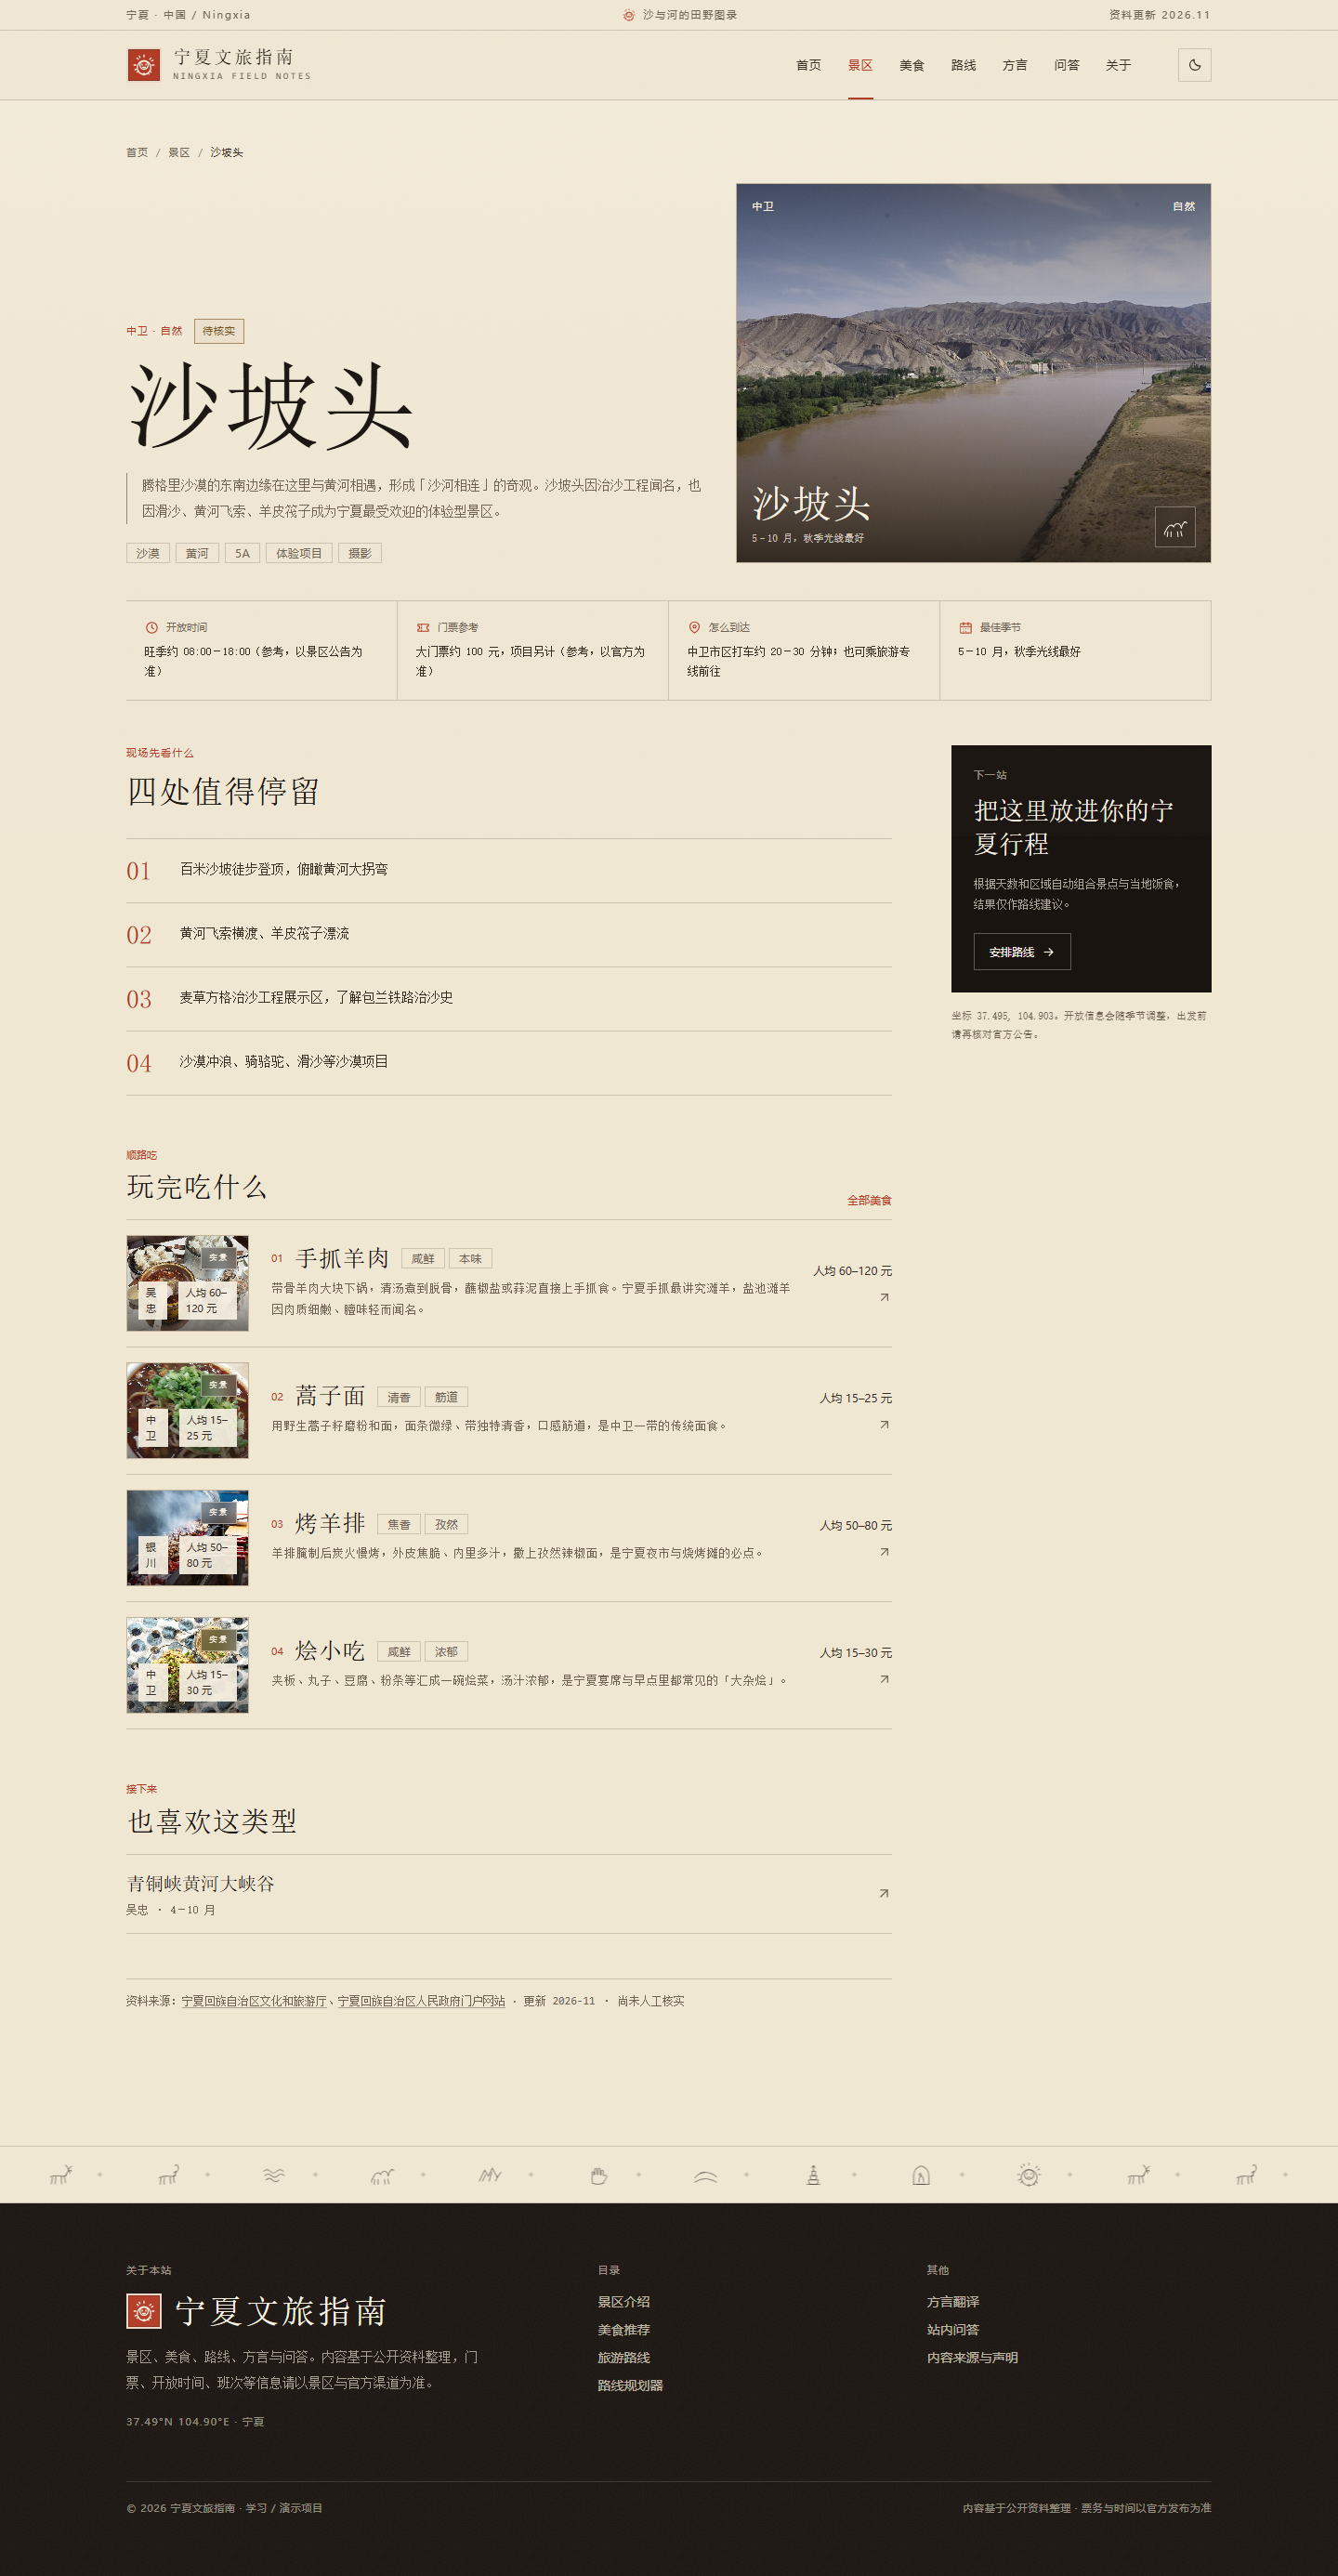 宁夏 · 中国 / Ningxia
沙与河的田野图录
资料更新 2026.11
宁夏文旅指南
NINGXIA FIELD NOTES
首页
景区
美食
路线
方言
问答
关于
首页 / 景区 / 沙坡头
中卫 · 自然
待核实
沙坡头
腾格里沙漠的东南边缘在这里与黄河相遇，形成「沙河相连」的奇观。沙坡头因治沙工程闻名，也
因滑沙、黄河飞索、羊皮筏子成为宁夏最受欢迎的体验型景区。
沙漠
黄河
5A
体验项目
摄影
中卫
自然
沙坡头
5–10 月，秋季光线最好
开放时间
旺季约 08:00–18:00（参考，以景区公告为
准）
门票参考
大门票约 100 元，项目另计（参考，以官方为
准）
怎么到达
中卫市区打车约 20–30 分钟；也可乘旅游专
线前往
最佳季节
5–10 月，秋季光线最好
现场先看什么
四处值得停留
01 百米沙坡徒步登顶，俯瞰黄河大拐弯
02 黄河飞索横渡、羊皮筏子漂流
03 麦草方格治沙工程展示区，了解包兰铁路治沙史
04 沙漠冲浪、骑骆驼、滑沙等沙漠项目
下一站
把这里放进你的宁
夏行程
根据天数和区域自动组合景点与当地饭食，
结果仅作路线建议。
安排路线 →
坐标 37.495, 104.903。开放信息会随季节调整，出发前
请再核对官方公告。
顺路吃
玩完吃什么
全部美食
实景
吴
忠
人均 60–
120 元
01 手抓羊肉 咸鲜 本味
带骨羊肉大块下锅，清汤煮到脱骨，蘸椒盐或蒜泥直接上手抓食。宁夏手抓最讲究滩羊，盐池滩羊
因肉质细嫩、膻味轻而闻名。
人均 60–120 元
实景
中
卫
人均 15–
25 元
02 蒿子面 清香 筋道
用野生蒿子籽磨粉和面，面条微绿、带独特清香，口感筋道，是中卫一带的传统面食。
人均 15–25 元
实景
银
川
人均 50–
80 元
03 烤羊排 焦香 孜然
羊排腌制后炭火慢烤，外皮焦脆、内里多汁，撒上孜然辣椒面，是宁夏夜市与烧烤摊的必点。
人均 50–80 元
实景
中
卫
人均 15–
30 元
04 烩小吃 咸鲜 浓郁
夹板、丸子、豆腐、粉条等汇成一碗烩菜，汤汁浓郁，是宁夏宴席与早点里都常见的「大杂烩」。
人均 15–30 元
接下来
也喜欢这类型
青铜峡黄河大峡谷
吴忠 · 4–10 月
资料来源：宁夏回族自治区文化和旅游厅、宁夏回族自治区人民政府门户网站 · 更新 2026-11 · 尚未人工核实
关于本站
宁夏文旅指南
景区、美食、路线、方言与问答。内容基于公开资料整理，门
票、开放时间、班次等信息请以景区与官方渠道为准。
37.49°N 104.90°E · 宁夏
目录
景区介绍
美食推荐
旅游路线
路线规划器
其他
方言翻译
站内问答
内容来源与声明
© 2026 宁夏文旅指南 · 学习 / 演示项目
内容基于公开资料整理 · 票务与时间以官方发布为准